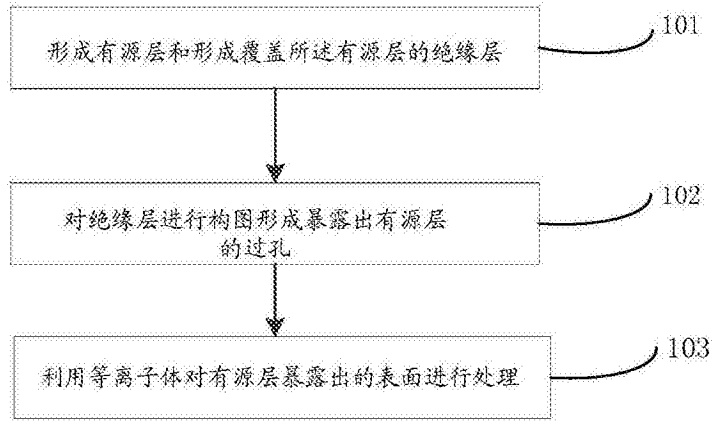 形成有源层和形成覆盖所述有源层的绝缘层
101
对绝缘层进行构图形成暴露出有源层
的过孔
102
利用等离子体对有源层暴露出的表面进行处理
103